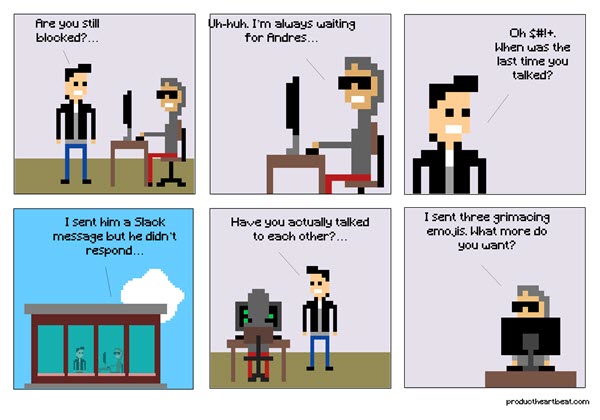 Are you still
blocked?...
Uh-huh. I'm always waiting
for Andres...
Oh $#!+.
When was the
last time you
talked?
I sent him a Slack
message but he didn't
respond...
Have you actually talked
to each other?...
I sent three grimacing
emojis. What more do
you want?
productheartbeat.com